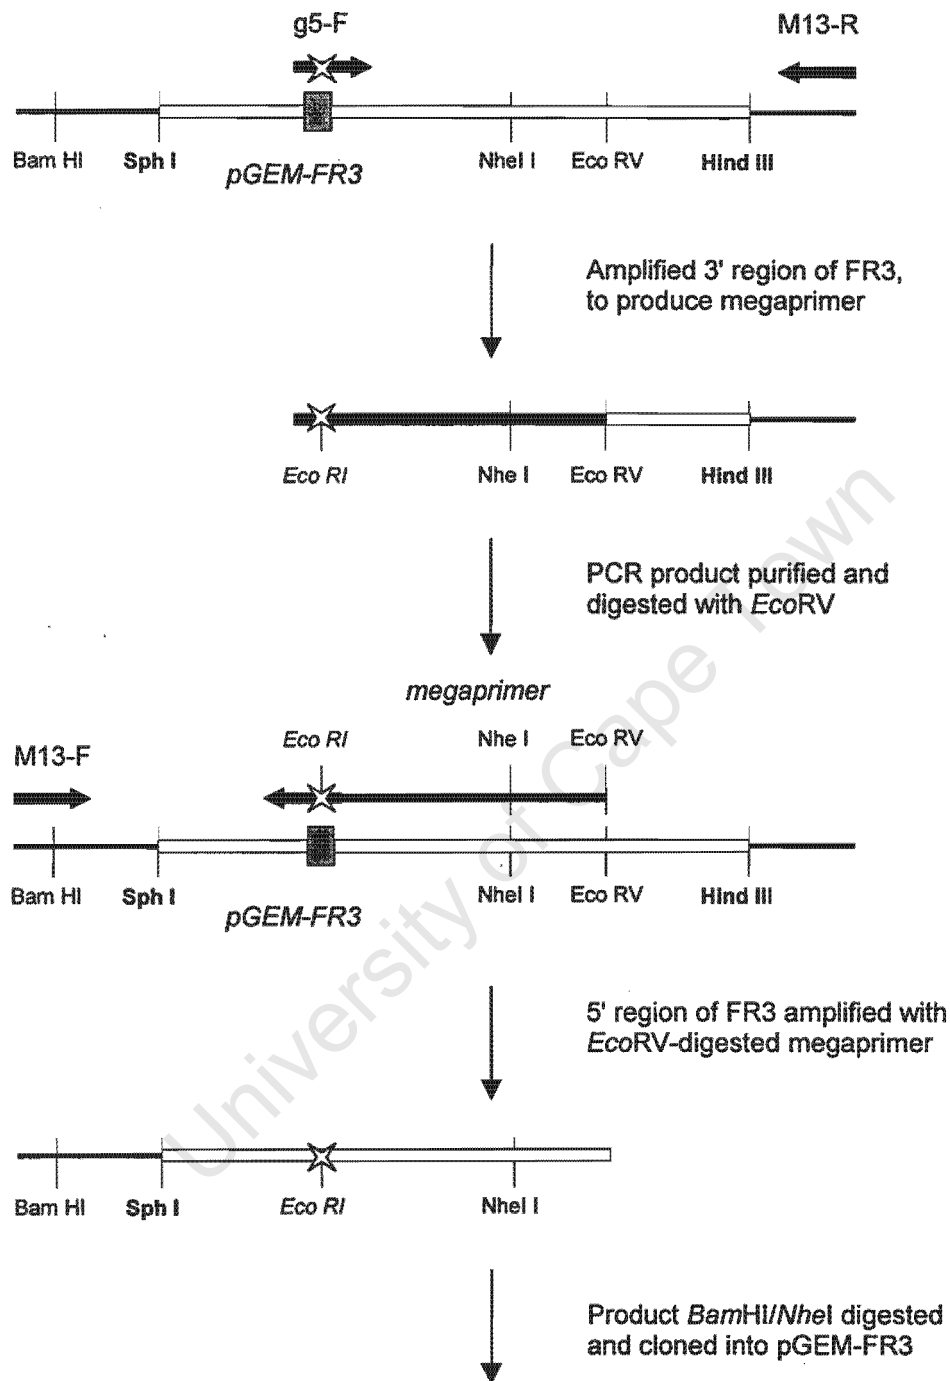 g5-F
M13-R
Bam HI Sph I NheI I Eco RV Hind III
pGEM-FR3
Amplified 3' region of FR3,
to produce megaprimer
Eco RI Nhe I Eco RV Hind III
PCR product purified and
digested with EcoRV
megaprimer
Eco RI Nhe I Eco RV
M13-F
Bam HI Sph I NheI I Eco RV Hind III
pGEM-FR3
5' region of FR3 amplified with
EcoRV-digested megaprimer
Bam HI Sph I Eco RI NheI I
Product BamHI/NheI digested
and cloned into pGEM-FR3
University of Cape Town